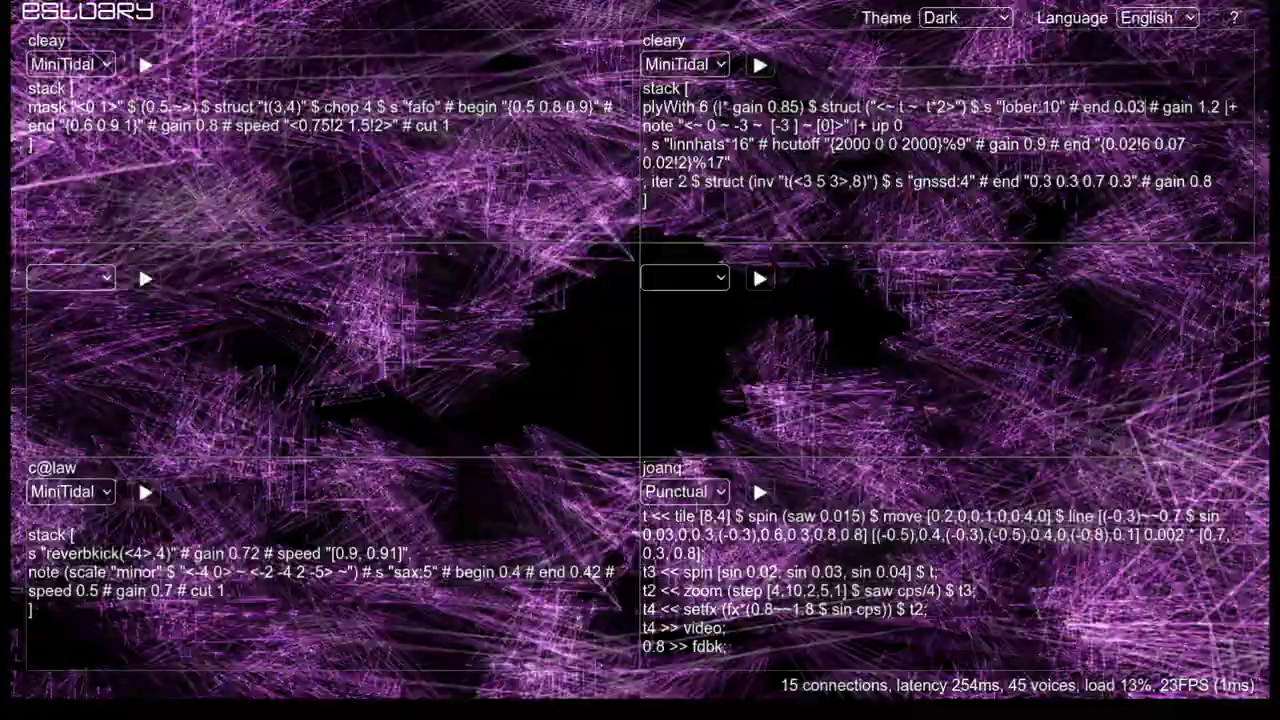 estuary
Theme Dark Language English ?
cleay
MiniTidal
stack [
mask "<0 1>" $ (0.5 ~>) $ struct "t(3,4)" $ chop 4 $ s "fafo" # begin "{0.5 0.8 0.9}" #
end "{0.6 0.9 1}" # gain 0.8 # speed "<0.75!2 1.5!2>" # cut 1
]
cleary
MiniTidal
stack [
plyWith 6 (|* gain 0.85) $ struct ("<~ t ~ t*2>") $ s "lober:10" # end 0.03 # gain 1.2 |+
note "<~ 0 ~ -3 ~ [-3 ] ~ [0]>" |+ up 0
, s "linnhats*16" # hcutoff "{2000 0 0 2000}%9" # gain 0.9 # end "{0.02!6 0.07
0.02!2}%17"
, iter 2 $ struct (inv "t(<3 5 3>,8)") $ s "gnssd:4" # end "0.3 0.3 0.7 0.3" # gain 0.8
]
c@law
MiniTidal
stack [
s "reverbkick(<4>,4)" # gain 0.72 # speed "[0.9, 0.91]",
note (scale "minor" $ "<-4 0> ~ <-2 -4 2 -5> ~") # s "sax:5" # begin 0.4 # end 0.42 #
speed 0.5 # gain 0.7 # cut 1
]
joanq
Punctual
t << tile [8,4] $ spin (saw 0.015) $ move [0.2,0,0.1,0,0.4,0] $ line [(-0.3)~~0.7 $ sin
0.03,0,0.3,(-0.3),0.6,0.3,0.8,0.8] [(-0.5),0.4,(-0.3),(-0.5),0.4,0,(-0.8),0.1] 0.002 * [0.7,
0.3, 0.8];
t3 << spin [sin 0.02, sin 0.03, sin 0.04] $ t;
t2 << zoom (step [4,10,2,5,1] $ saw cps/4) $ t3;
t4 << setfx (fx*(0.8~~1.8 $ sin cps)) $ t2;
t4 >> video;
0.8 >> fdbk;
15 connections, latency 254ms, 45 voices, load 13%, 23FPS (1ms)